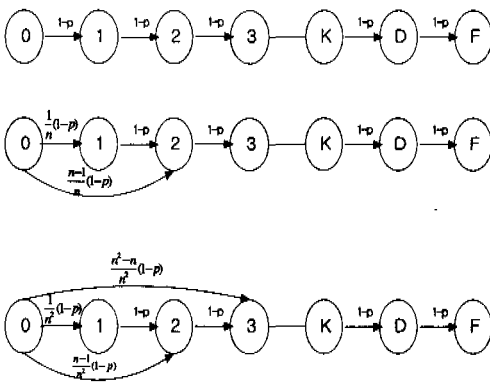 1-p 1-p 1-p 1-p 1-p
0 1 2 3 K D F
1/n (1-p) 1-p 1-p 1-p 1-p
0 1 2 3 K D F
n-1/n (1-p)
n²-n/n² (1-p)
1/n² (1-p) 1-p 1-p 1-p 1-p
0 1 2 3 K D F
n-1/n² (1-p)